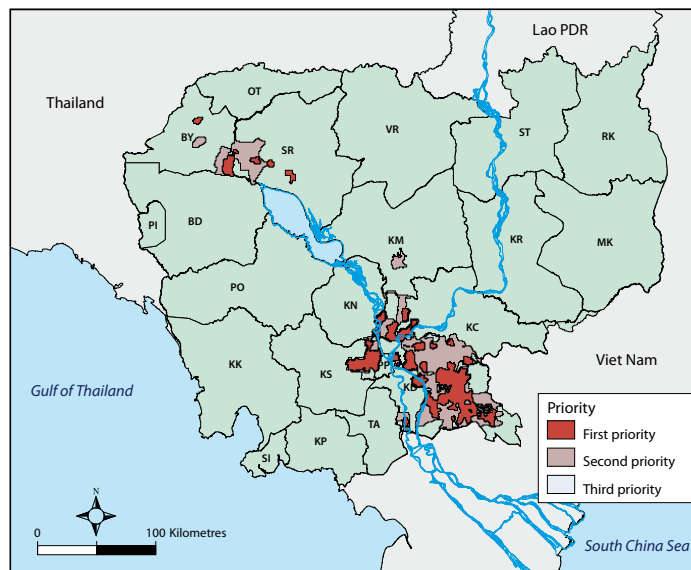 Lao PDR
Thailand
OT
BY
SR
VR
ST
RK
PI
BD
KM
KR
MK
PO
KN
KC
KK
KS
PP
KD
Viet Nam
Gulf of Thailand
TA
KP
SI
Priority
First priority
Second priority
Third priority
N
0
100 Kilometres
South China Sea